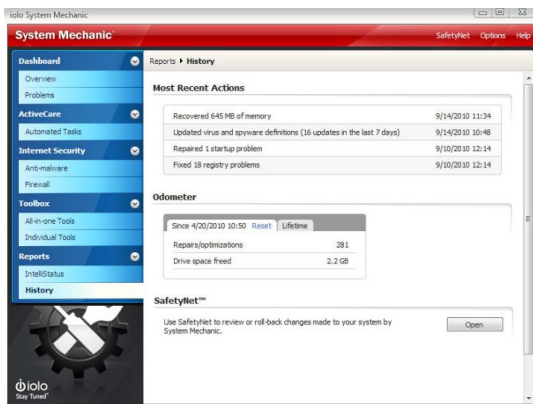 iolo System Mechanic
System Mechanic
SafetyNet Options Help
Dashboard
Overview
Problems
ActiveCare
Automated Tasks
Internet Security
Anti-malware
Firewall
Toolbox
All-in-one Tools
Individual Tools
Reports
IntelliStatus
History
iolo
Stay Tuned
Reports History
Most Recent Actions
Recovered 645 MB of memory 9/14/2010 11:34
Updated virus and spyware definitions (16 updates in the last 7 days) 9/14/2010 10:48
Repaired 1 startup problem 9/10/2010 12:14
Fixed 18 registry problems 9/10/2010 12:14
Odometer
Since 4/20/2010 10:50 Reset Lifetime
Repairs/optimizations 281
Drive space freed 2.2 GB
SafetyNet™
Use SafetyNet to review or roll-back changes made to your system by
System Mechanic.
Open